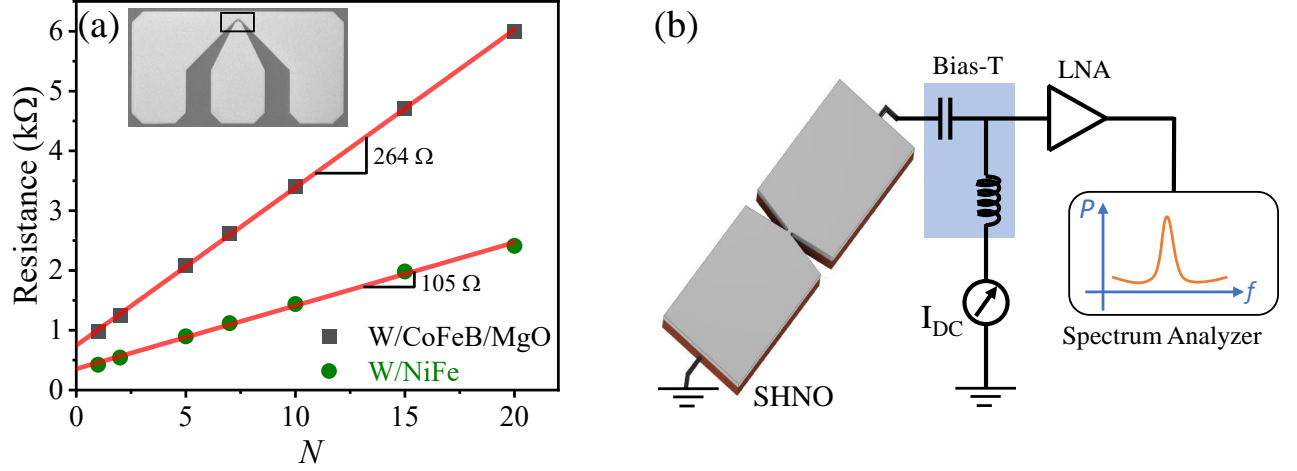 (a)
Resistance (kΩ)
6
5
4
3
2
1
0
264 Ω
105 Ω
W/CoFeB/MgO
W/NiFe
0 5 10 15 20
N
(b)
Bias-T
LNA
I_DC
SHNO
P
f
Spectrum Analyzer